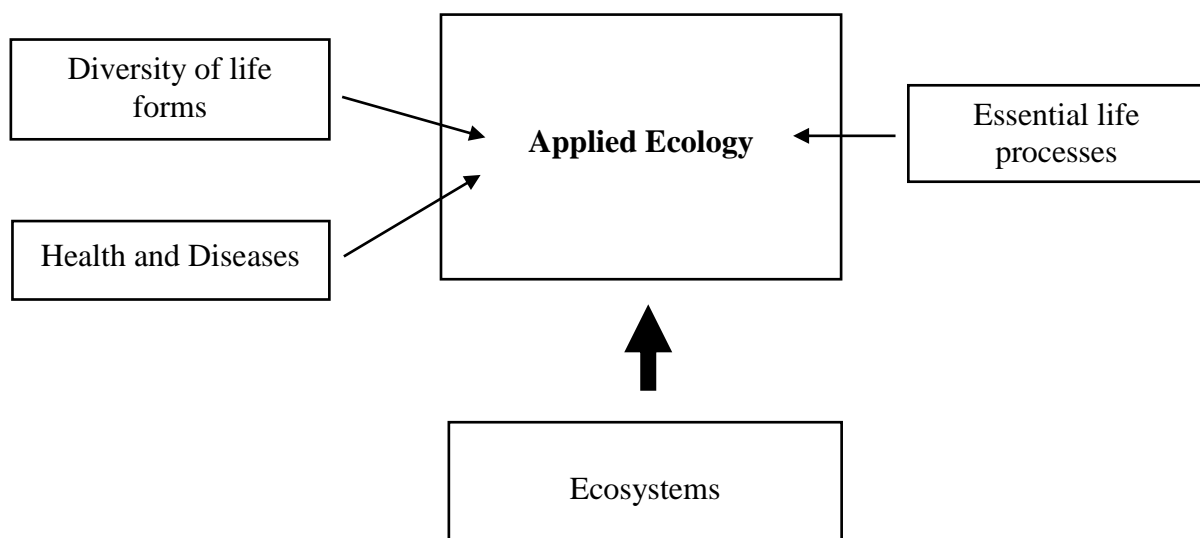 Diversity of life
forms
Health and Diseases
Applied Ecology
Essential life
processes
Ecosystems